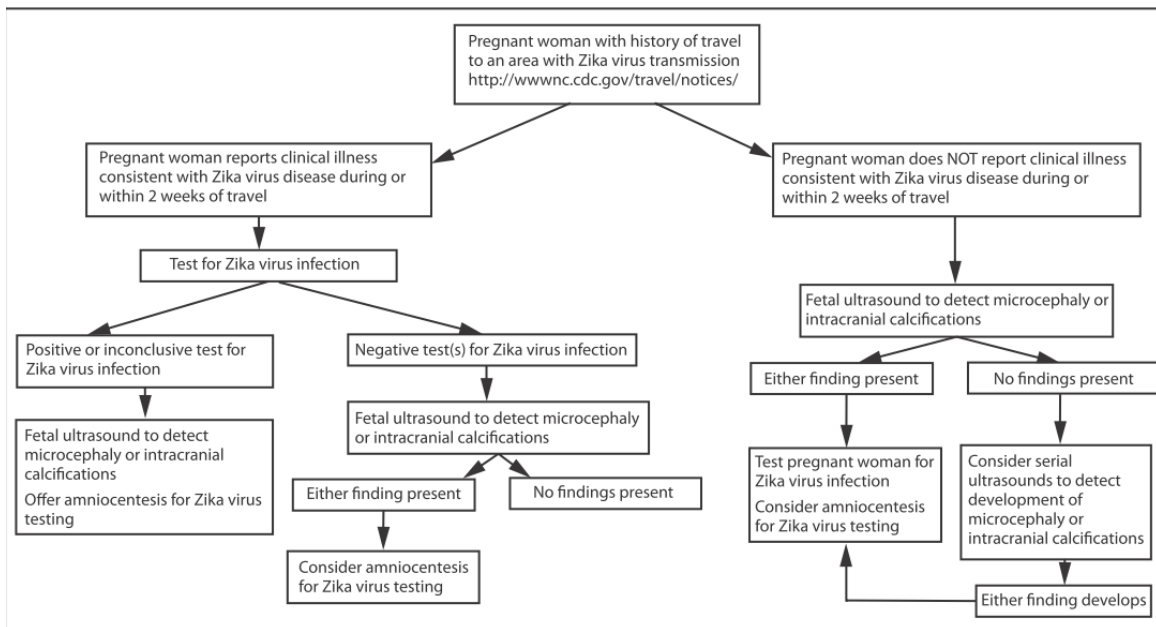 Pregnant woman with history of travel
to an area with Zika virus transmission
http://wwwnc.cdc.gov/travel/notices/
Pregnant woman reports clinical illness
consistent with Zika virus disease during or
within 2 weeks of travel
Pregnant woman does NOT report clinical illness
consistent with Zika virus disease during or
within 2 weeks of travel
Test for Zika virus infection
Fetal ultrasound to detect microcephaly or
intracranial calcifications
Positive or inconclusive test for
Zika virus infection
Negative test(s) for Zika virus infection
Either finding present
No findings present
Fetal ultrasound to detect
microcephaly or intracranial
calcifications
Offer amniocentesis for Zika virus
testing
Fetal ultrasound to detect microcephaly
or intracranial calcifications
Either finding present
No findings present
Consider amniocentesis
for Zika virus testing
Test pregnant woman for
Zika virus infection
Consider amniocentesis
for Zika virus testing
Consider serial
ultrasounds to detect
development of
microcephaly or
intracranial calcifications
Either finding develops